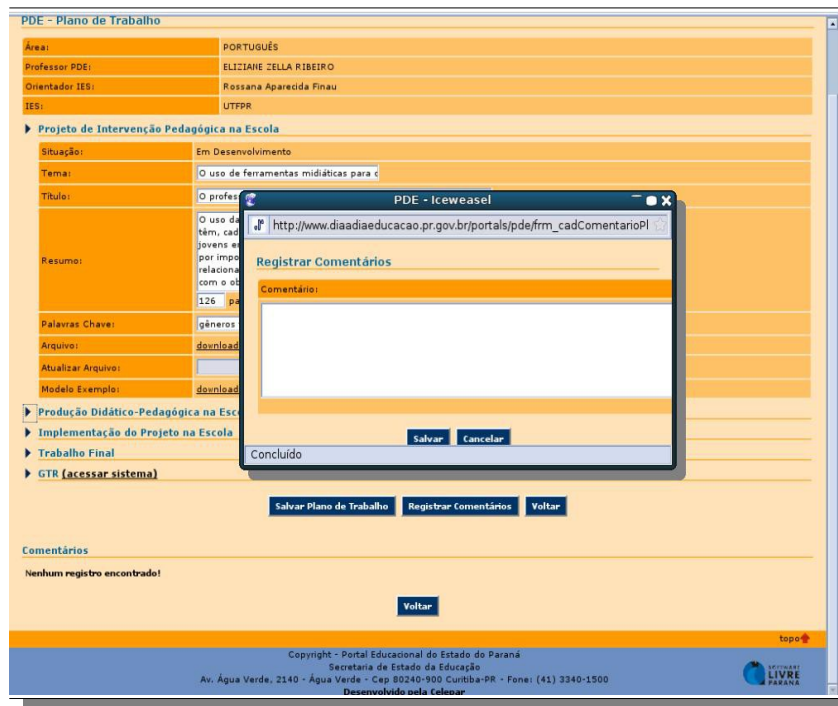 PDE - Plano de Trabalho
Área: PORTUGUÊS
Professor PDE: ELIZIANE ZELLA RIBEIRO
Orientador IES: Rossana Aparecida Finau
IES: UTFPR
Projeto de Intervenção Pedagógica na Escola
Situação: Em Desenvolvimento
Tema: O uso de ferramentas midiáticas para c
Título: O profes
Resumo:
O uso da
têm, cad
jovens e
por impo
relaciona
com o ob
126 pa
Palavras Chave: gêneros
Arquivo: download
Atualizar Arquivo:
Modelo Exemplo: download
Produção Didático-Pedagógica na Esc
Implementação do Projeto na Escola
Trabalho Final
GTR (acessar sistema)
PDE - Iceweasel
http://www.diaadiaeducacao.pr.gov.br/portals/pde/frm_cadComentarioPl
Registrar Comentários
Comentário:
Salvar Cancelar
Concluído
Salvar Plano de Trabalho Registrar Comentários Voltar
Comentários
Nenhum registro encontrado!
Voltar
topo
Copyright - Portal Educacional do Estado do Paraná
Secretaria de Estado da Educação
Av. Água Verde, 2140 - Água Verde - Cep 80240-900 Curitiba-PR - Fone: (41) 3340-1500
Desenvolvido pela Celepar
SOFTWARE
LIVRE
PARANÁ